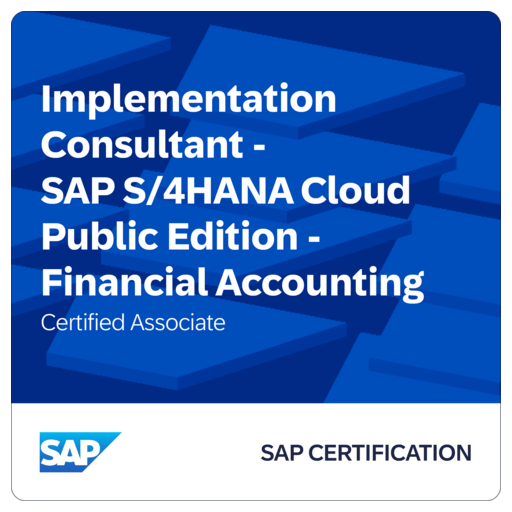 Implementation
Consultant -
SAP S/4HANA Cloud
Public Edition -
Financial Accounting
Certified Associate
SAP
SAP CERTIFICATION